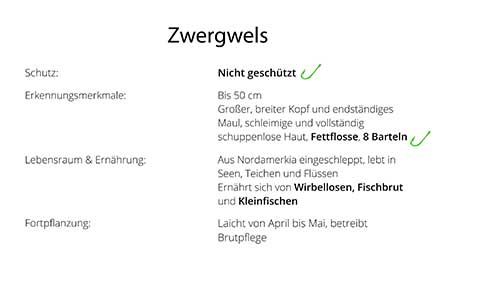 Zwergwels
Schutz: Nicht geschützt
Erkennungsmerkmale: Bis 50 cm
Großer, breiter Kopf und endständiges
Maul, schleimige und vollständig
schuppenlose Haut, Fettflosse, 8 Barteln
Lebensraum & Ernährung: Aus Nordamerkia eingeschleppt, lebt in
Seen, Teichen und Flüssen
Ernährt sich von Wirbellosen, Fischbrut
und Kleinfischen
Fortpflanzung: Laicht von April bis Mai, betreibt
Brutpflege